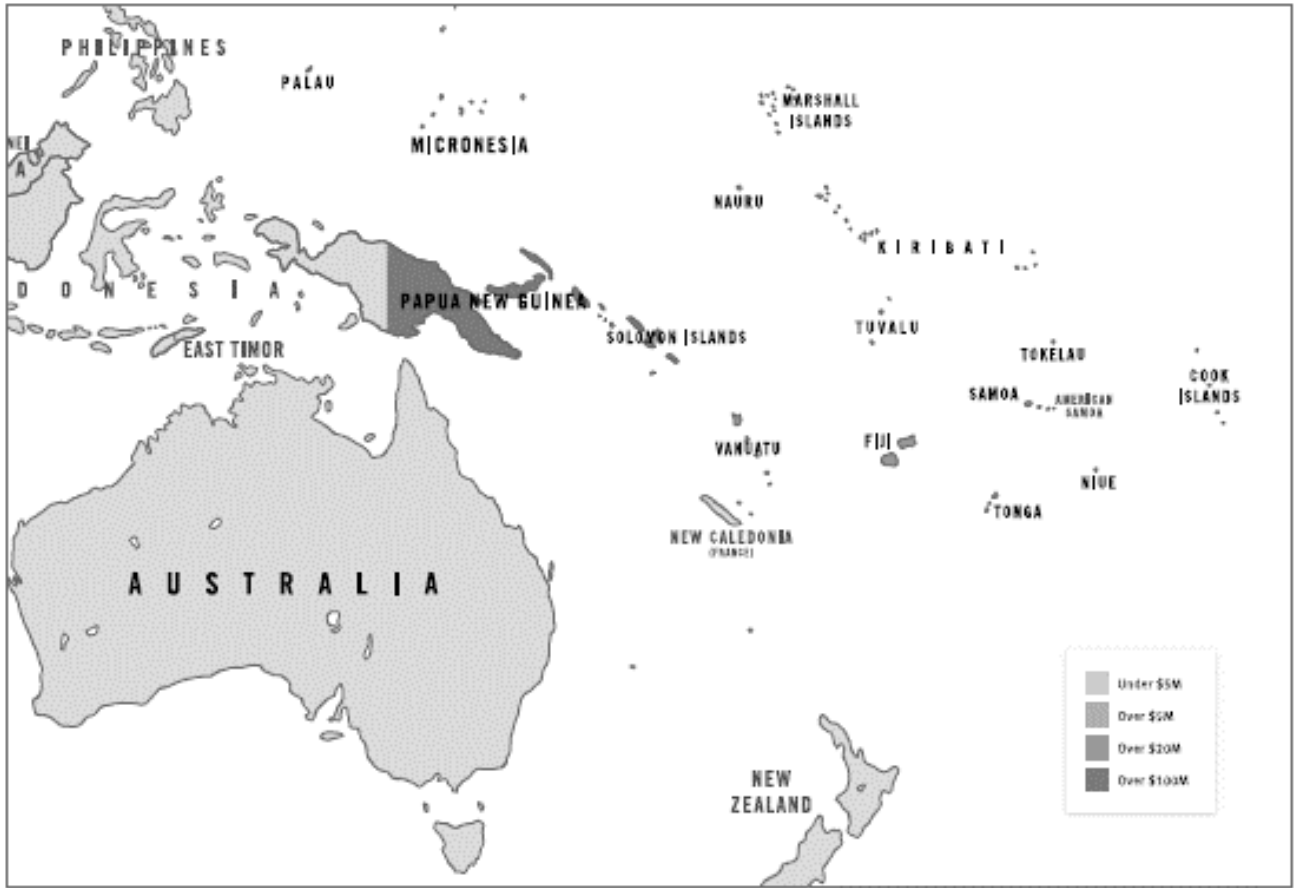 PHILIPPINES
PALAU
MARSHALL
ISLANDS
NEI
MICRONESIA
A
NAURU
KIRIBATI
DONESIA
PAPUA NEW GUINEA
TUVALU
SOLOMON ISLANDS
EAST TIMOR
TOKELAU
COOK
ISLANDS
SAMOA
AMERICAN
SAMOA
VANUATU
FIJI
NIUE
TONGA
NEW CALEDONIA
(FRANCE)
AUSTRALIA
Under $5M
Over $5M
Over $20M
Over $100M
NEW
ZEALAND